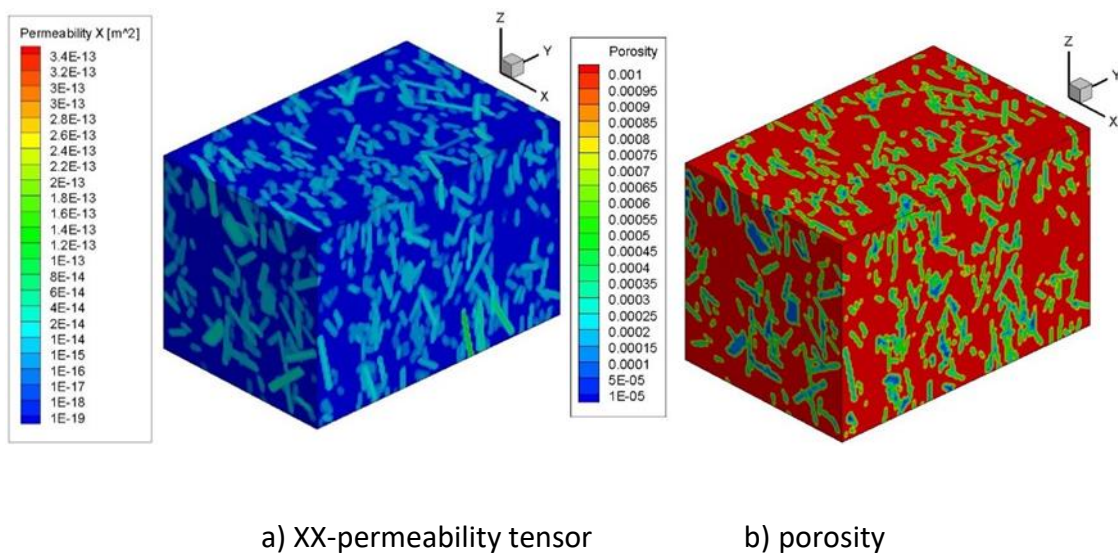 Permeability X [m^2]
3.4E-13
3.2E-13
3E-13
3E-13
2.8E-13
2.6E-13
2.4E-13
2.2E-13
2E-13
1.8E-13
1.6E-13
1.4E-13
1.2E-13
1E-13
8E-14
6E-14
4E-14
2E-14
1E-14
1E-15
1E-16
1E-17
1E-18
1E-19
Z
Y
X
Porosity
0.001
0.00095
0.0009
0.00085
0.0008
0.00075
0.0007
0.00065
0.0006
0.00055
0.0005
0.00045
0.0004
0.00035
0.0003
0.00025
0.0002
0.00015
0.0001
5E-05
1E-05
Z
Y
X
a) XX-permeability tensor
b) porosity